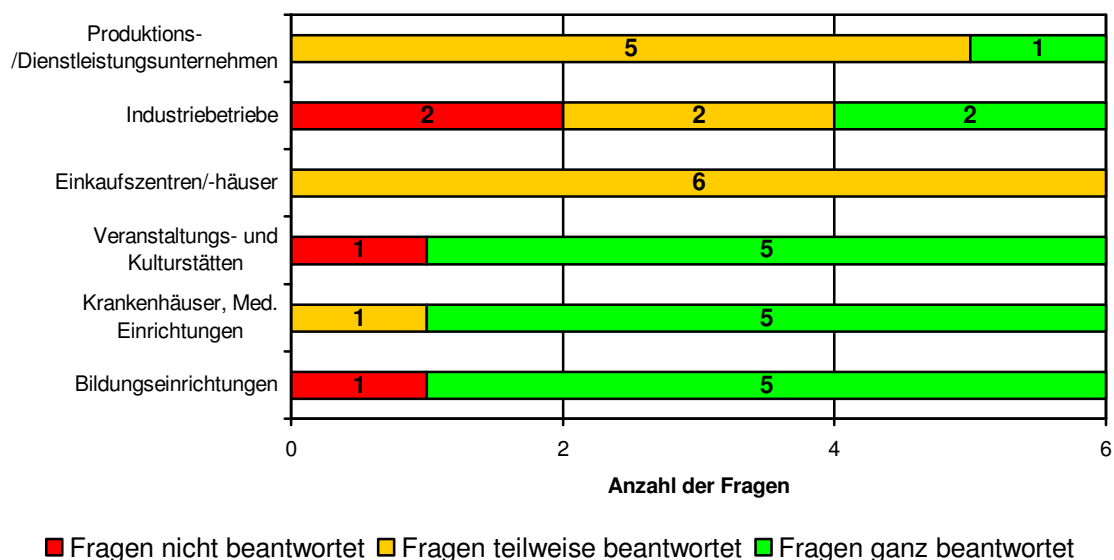 Produktions-
/Dienstleistungsunternehmen
5 1
Industriebetriebe
2 2 2
Einkaufszentren/-häuser
6
Veranstaltungs- und
Kulturstätten
1 5
Krankenhäuser, Med.
Einrichtungen
1 5
Bildungseinrichtungen
1 5
0 2 4 6
Anzahl der Fragen
Fragen nicht beantwortet Fragen teilweise beantwortet Fragen ganz beantwortet